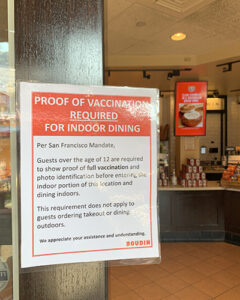 PROOF OF VACCINATION
REQUIRED
FOR INDOOR DINING
Per San Francisco Mandate,
Guests over the age of 12 are required
to show proof of full vaccination and
photo identification before entering the
indoor portion of this location and
dining indoors.
This requirement does not apply to
guests ordering takeout or dining
outdoors.
We appreciate your assistance and understanding.
BOUDIN